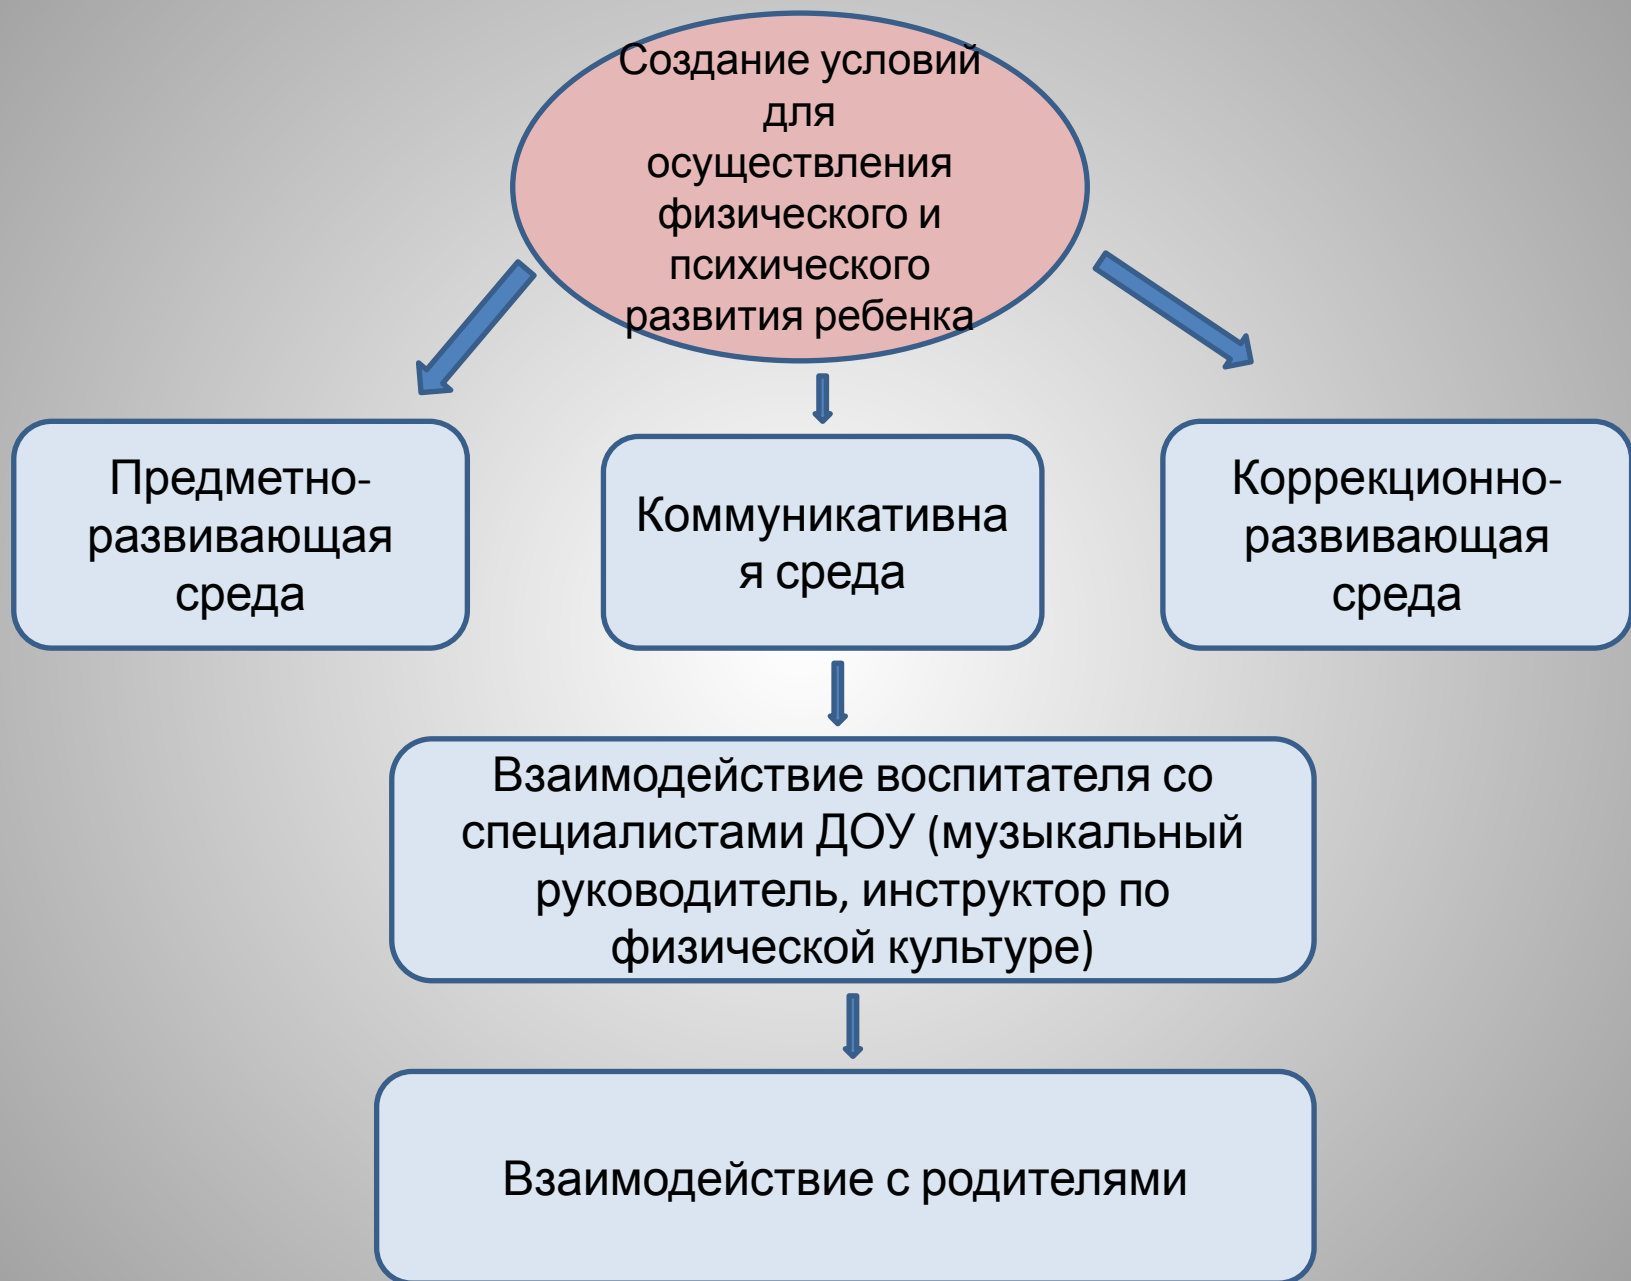 Создание условий
для
осуществления
физического и
психического
развития ребенка
Предметно-
развивающая
среда
Коммуникативна
я среда
Коррекционно-
развивающая
среда
Взаимодействие воспитателя со
специалистами ДОУ (музыкальный
руководитель, инструктор по
физической культуре)
Взаимодействие с родителями